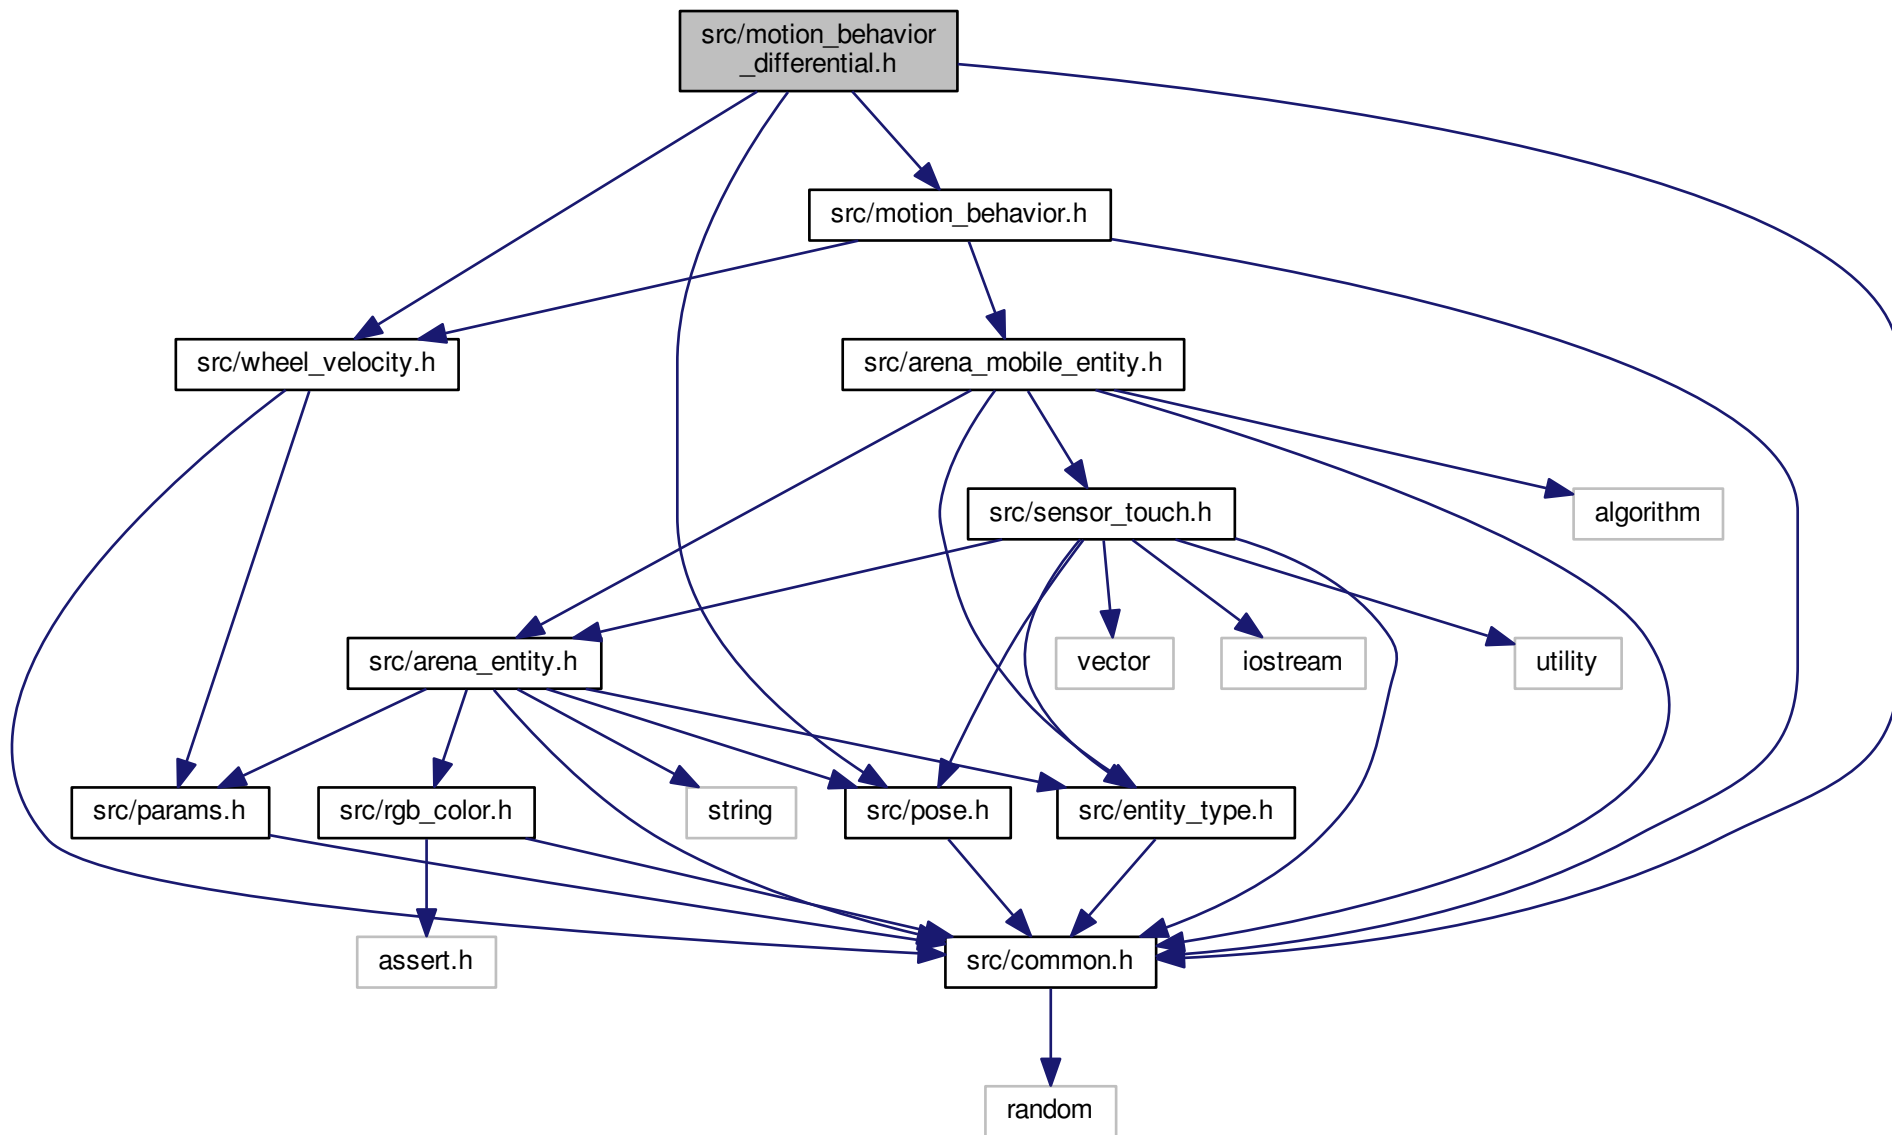 src/motion_behavior
_differential.h
src/motion_behavior.h
src/wheel_velocity.h
src/arena_mobile_entity.h
src/sensor_touch.h
algorithm
src/arena_entity.h
vector
iostream
utility
src/params.h
src/rgb_color.h
string
src/pose.h
src/entity_type.h
assert.h
src/common.h
random